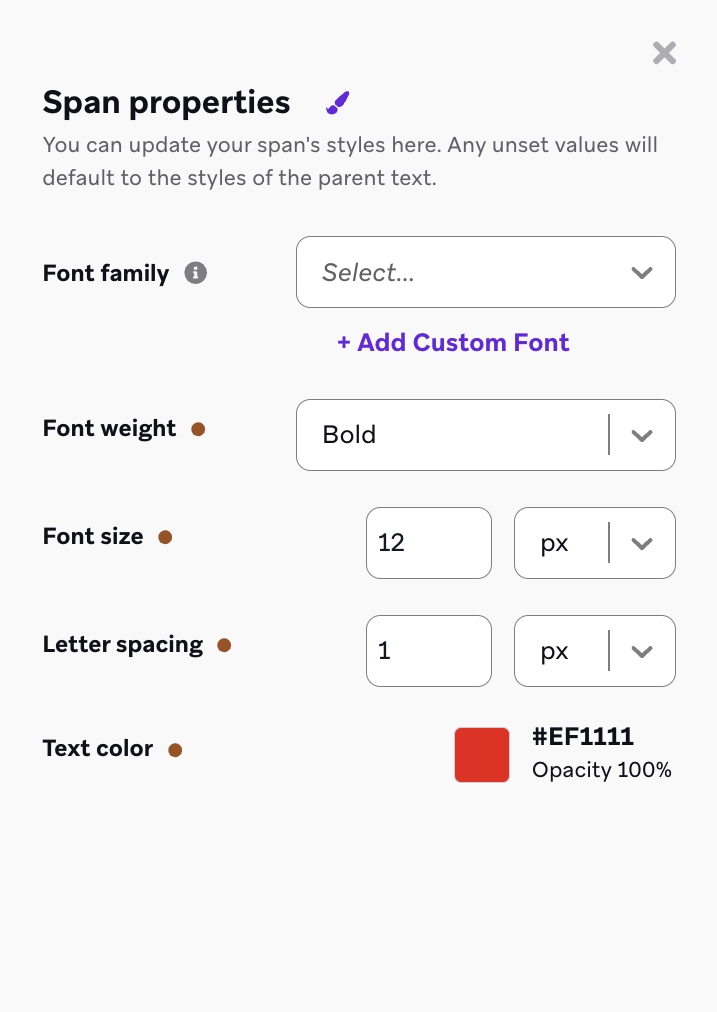 Span properties
You can update your span's styles here. Any unset values will
default to the styles of the parent text.
Font family
Select...
+ Add Custom Font
Font weight
Bold
Font size
12
px
Letter spacing
1
px
Text color
#EF1111
Opacity 100%